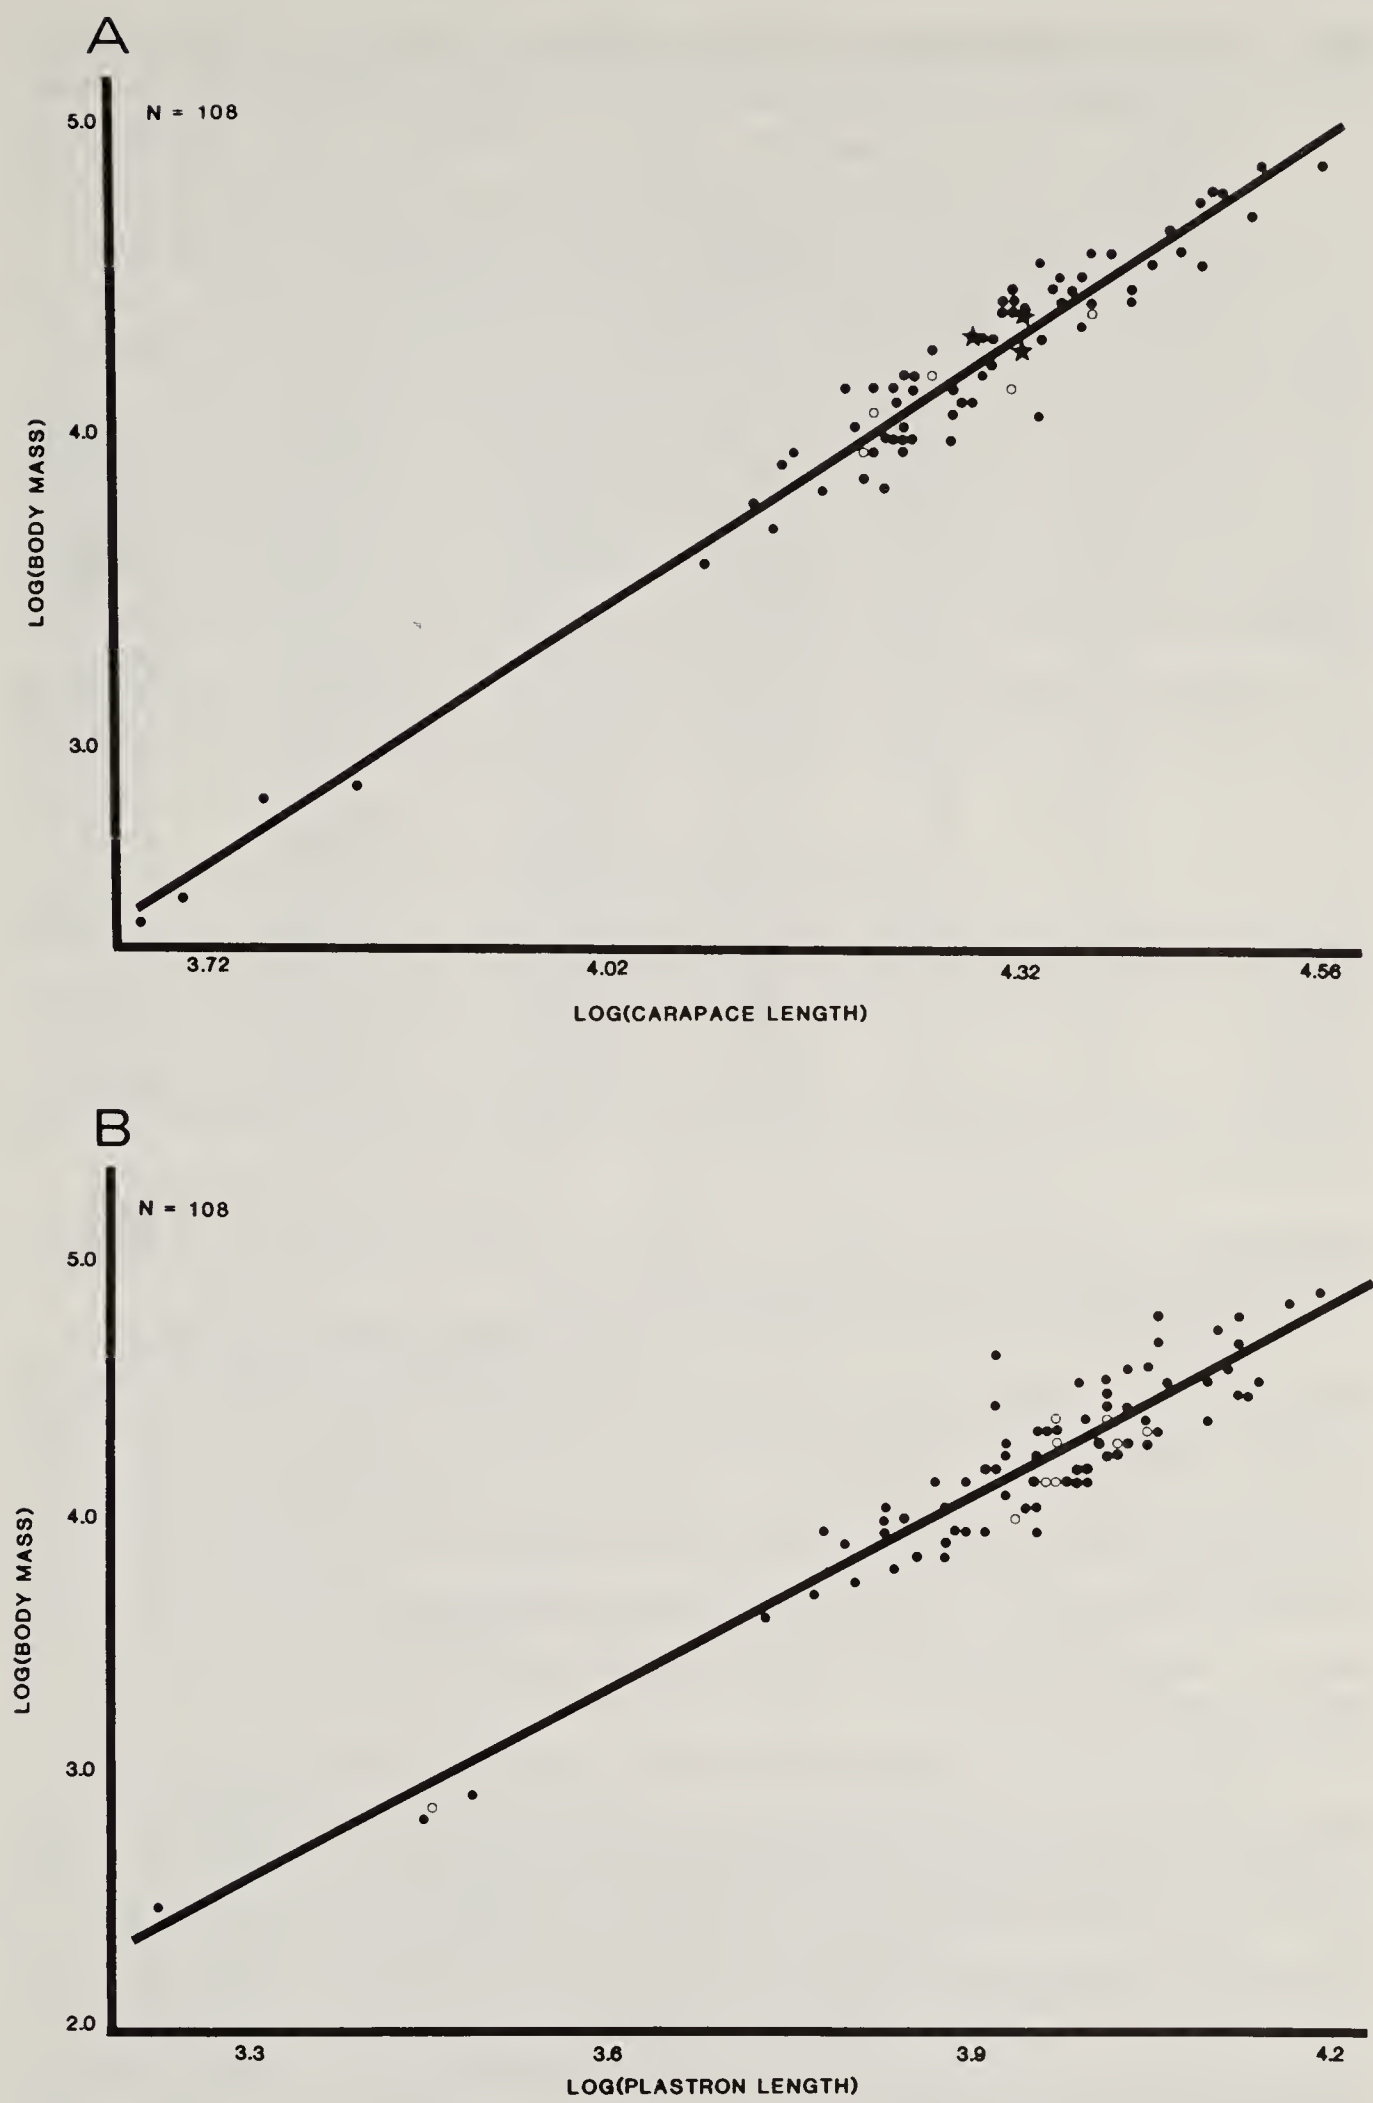 A
N = 108
5.0
4.0
3.0
LOG(BODY MASS)
3.72
4.02
4.32
4.56
LOG(CARAPACE LENGTH)
B
N = 108
5.0
4.0
3.0
2.0
LOG(BODY MASS)
3.3
3.6
3.9
4.2
LOG(PLASTRON LENGTH)